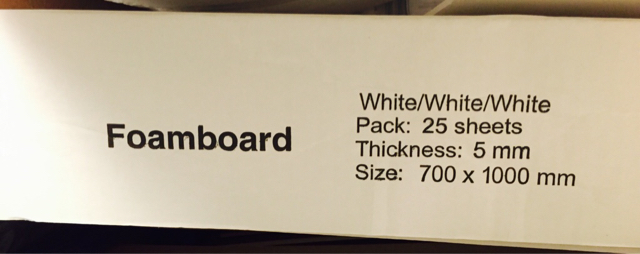 Foamboard
White/White/White
Pack: 25 sheets
Thickness: 5 mm
Size: 700 x 1000 mm